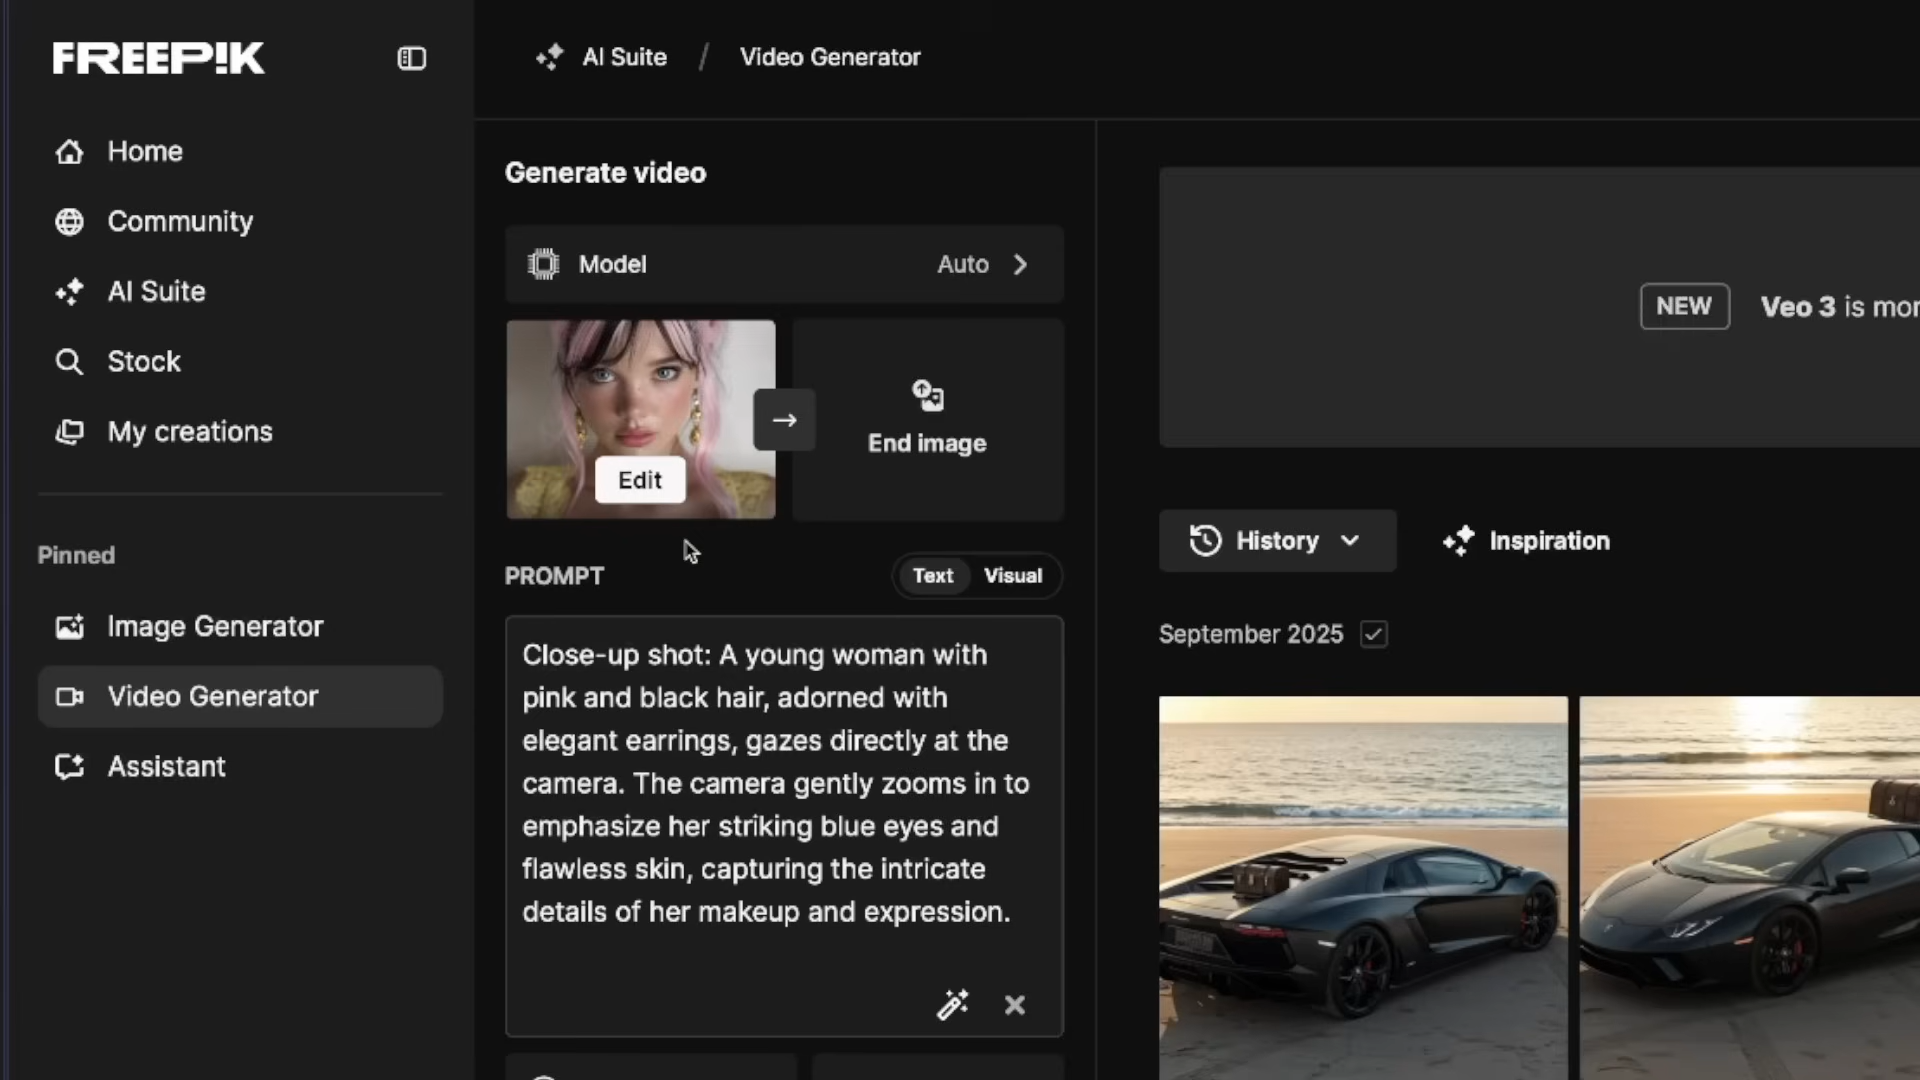 FREEP!K
AI Suite / Video Generator
Home
Community
AI Suite
Stock
My creations
Pinned
Image Generator
Video Generator
Assistant
Generate video
Model
Auto
Edit
End image
PROMPT
Text
Visual
Close-up shot: A young woman with
pink and black hair, adorned with
elegant earrings, gazes directly at the
camera. The camera gently zooms in to
emphasize her striking blue eyes and
flawless skin, capturing the intricate
details of her makeup and expression.
NEW
Veo 3 is mor
History
Inspiration
September 2025